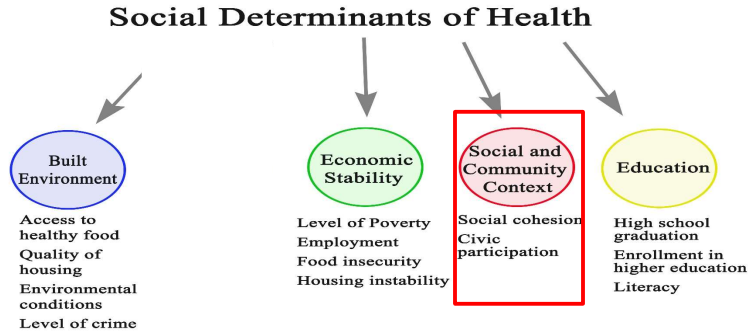 Social Determinants of Health
Built
Environment
Access to
healthy food
Quality of
housing
Environmental
conditions
Level of crime
Economic
Stability
Level of Poverty
Employment
Food insecurity
Housing instability
Social and
Community
Context
Social cohesion
Civic
participation
Education
High school
graduation
Enrollment in
higher education
Literacy